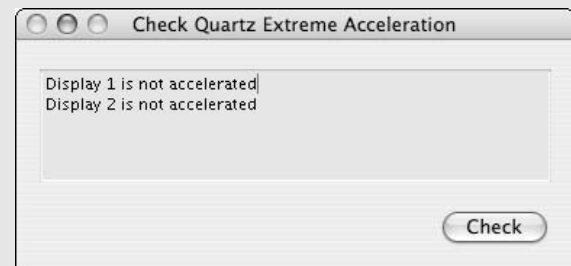 Check Quartz Extreme Acceleration
Display 1 is not accelerated
Display 2 is not accelerated
Check